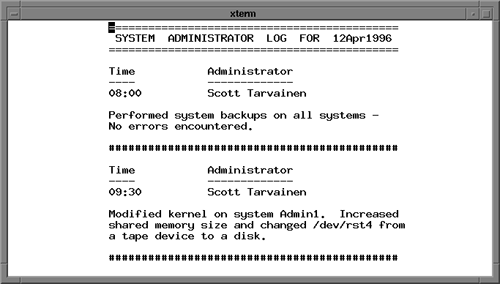 xterm
============================================
SYSTEM ADMINISTRATOR LOG FOR 12Apr1996
============================================
Time Administrator
---- -------------
08:00 Scott Tarvainen
Performed system backups on all systems -
No errors encountered.
############################################
Time Administrator
---- -------------
09:30 Scott Tarvainen
Modified kernel on system Admin1. Increased
shared memory size and changed /dev/rst4 from
a tape device to a disk.
############################################